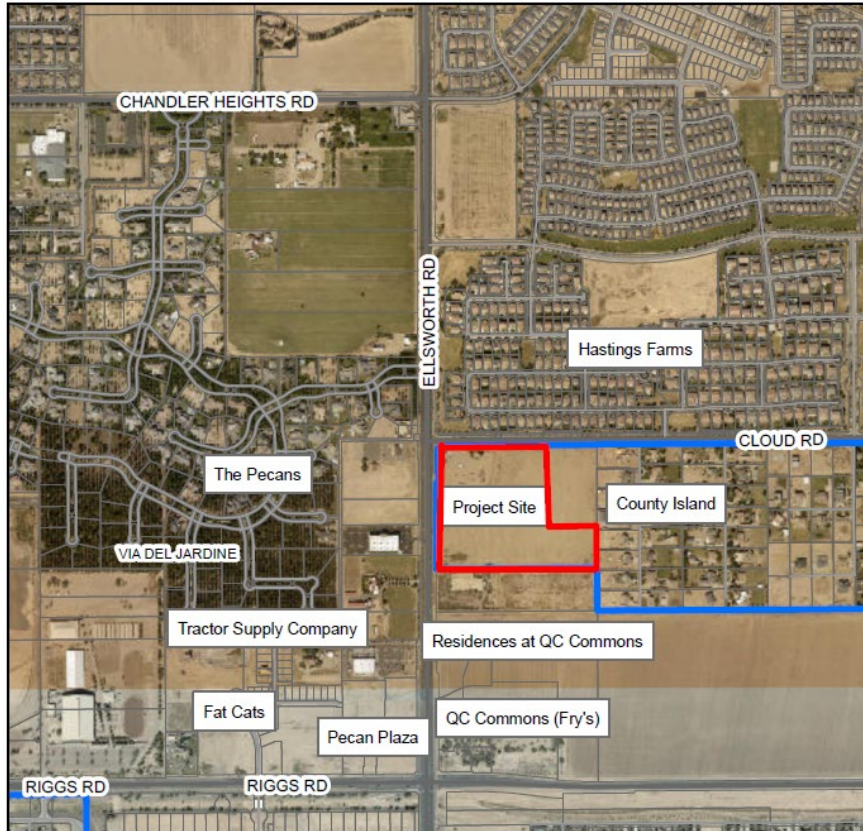 CHANDLER HEIGHTS RD
ELLSWORTH RD
Hastings Farms
CLOUD RD
The Pecans
Project Site
County Island
VIA DEL JARDINE
Tractor Supply Company
Residences at QC Commons
Fat Cats
QC Commons (Fry's)
Pecan Plaza
RIGGS RD
RIGGS RD